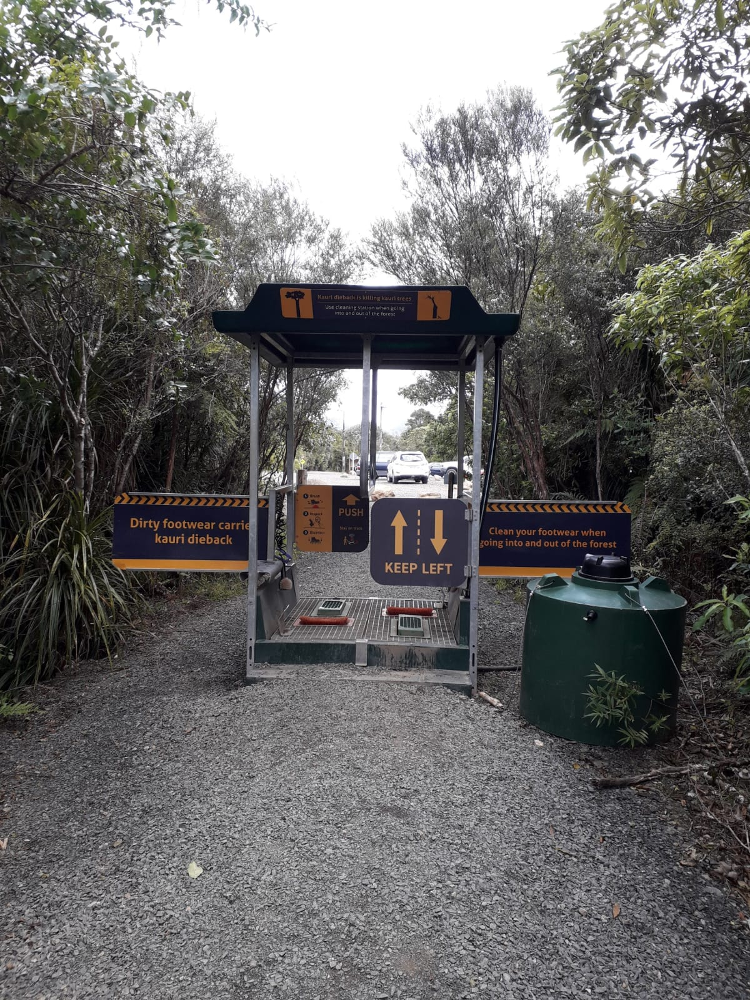 Kauri dieback is killing kauri trees
Use cleaning station when going
into and out of the forest
Dirty footwear carrie
kauri dieback
1 Brush
2 Inspect
3 Disinfect
PUSH
Stay on track
KEEP LEFT
Clean your footwear when
going into and out of the forest